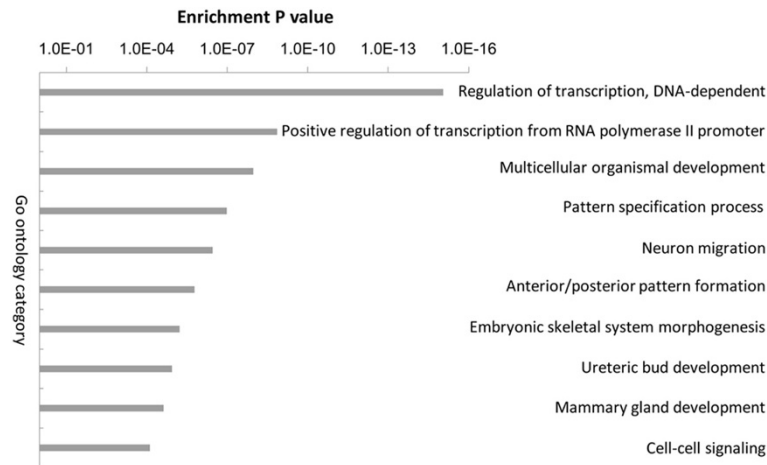 Enrichment P value
1.0E-01 1.0E-04 1.0E-07 1.0E-10 1.0E-13 1.0E-16
Go ontology category
Regulation of transcription, DNA-dependent
Positive regulation of transcription from RNA polymerase II promoter
Multicellular organismal development
Pattern specification process
Neuron migration
Anterior/posterior pattern formation
Embryonic skeletal system morphogenesis
Ureteric bud development
Mammary gland development
Cell-cell signaling